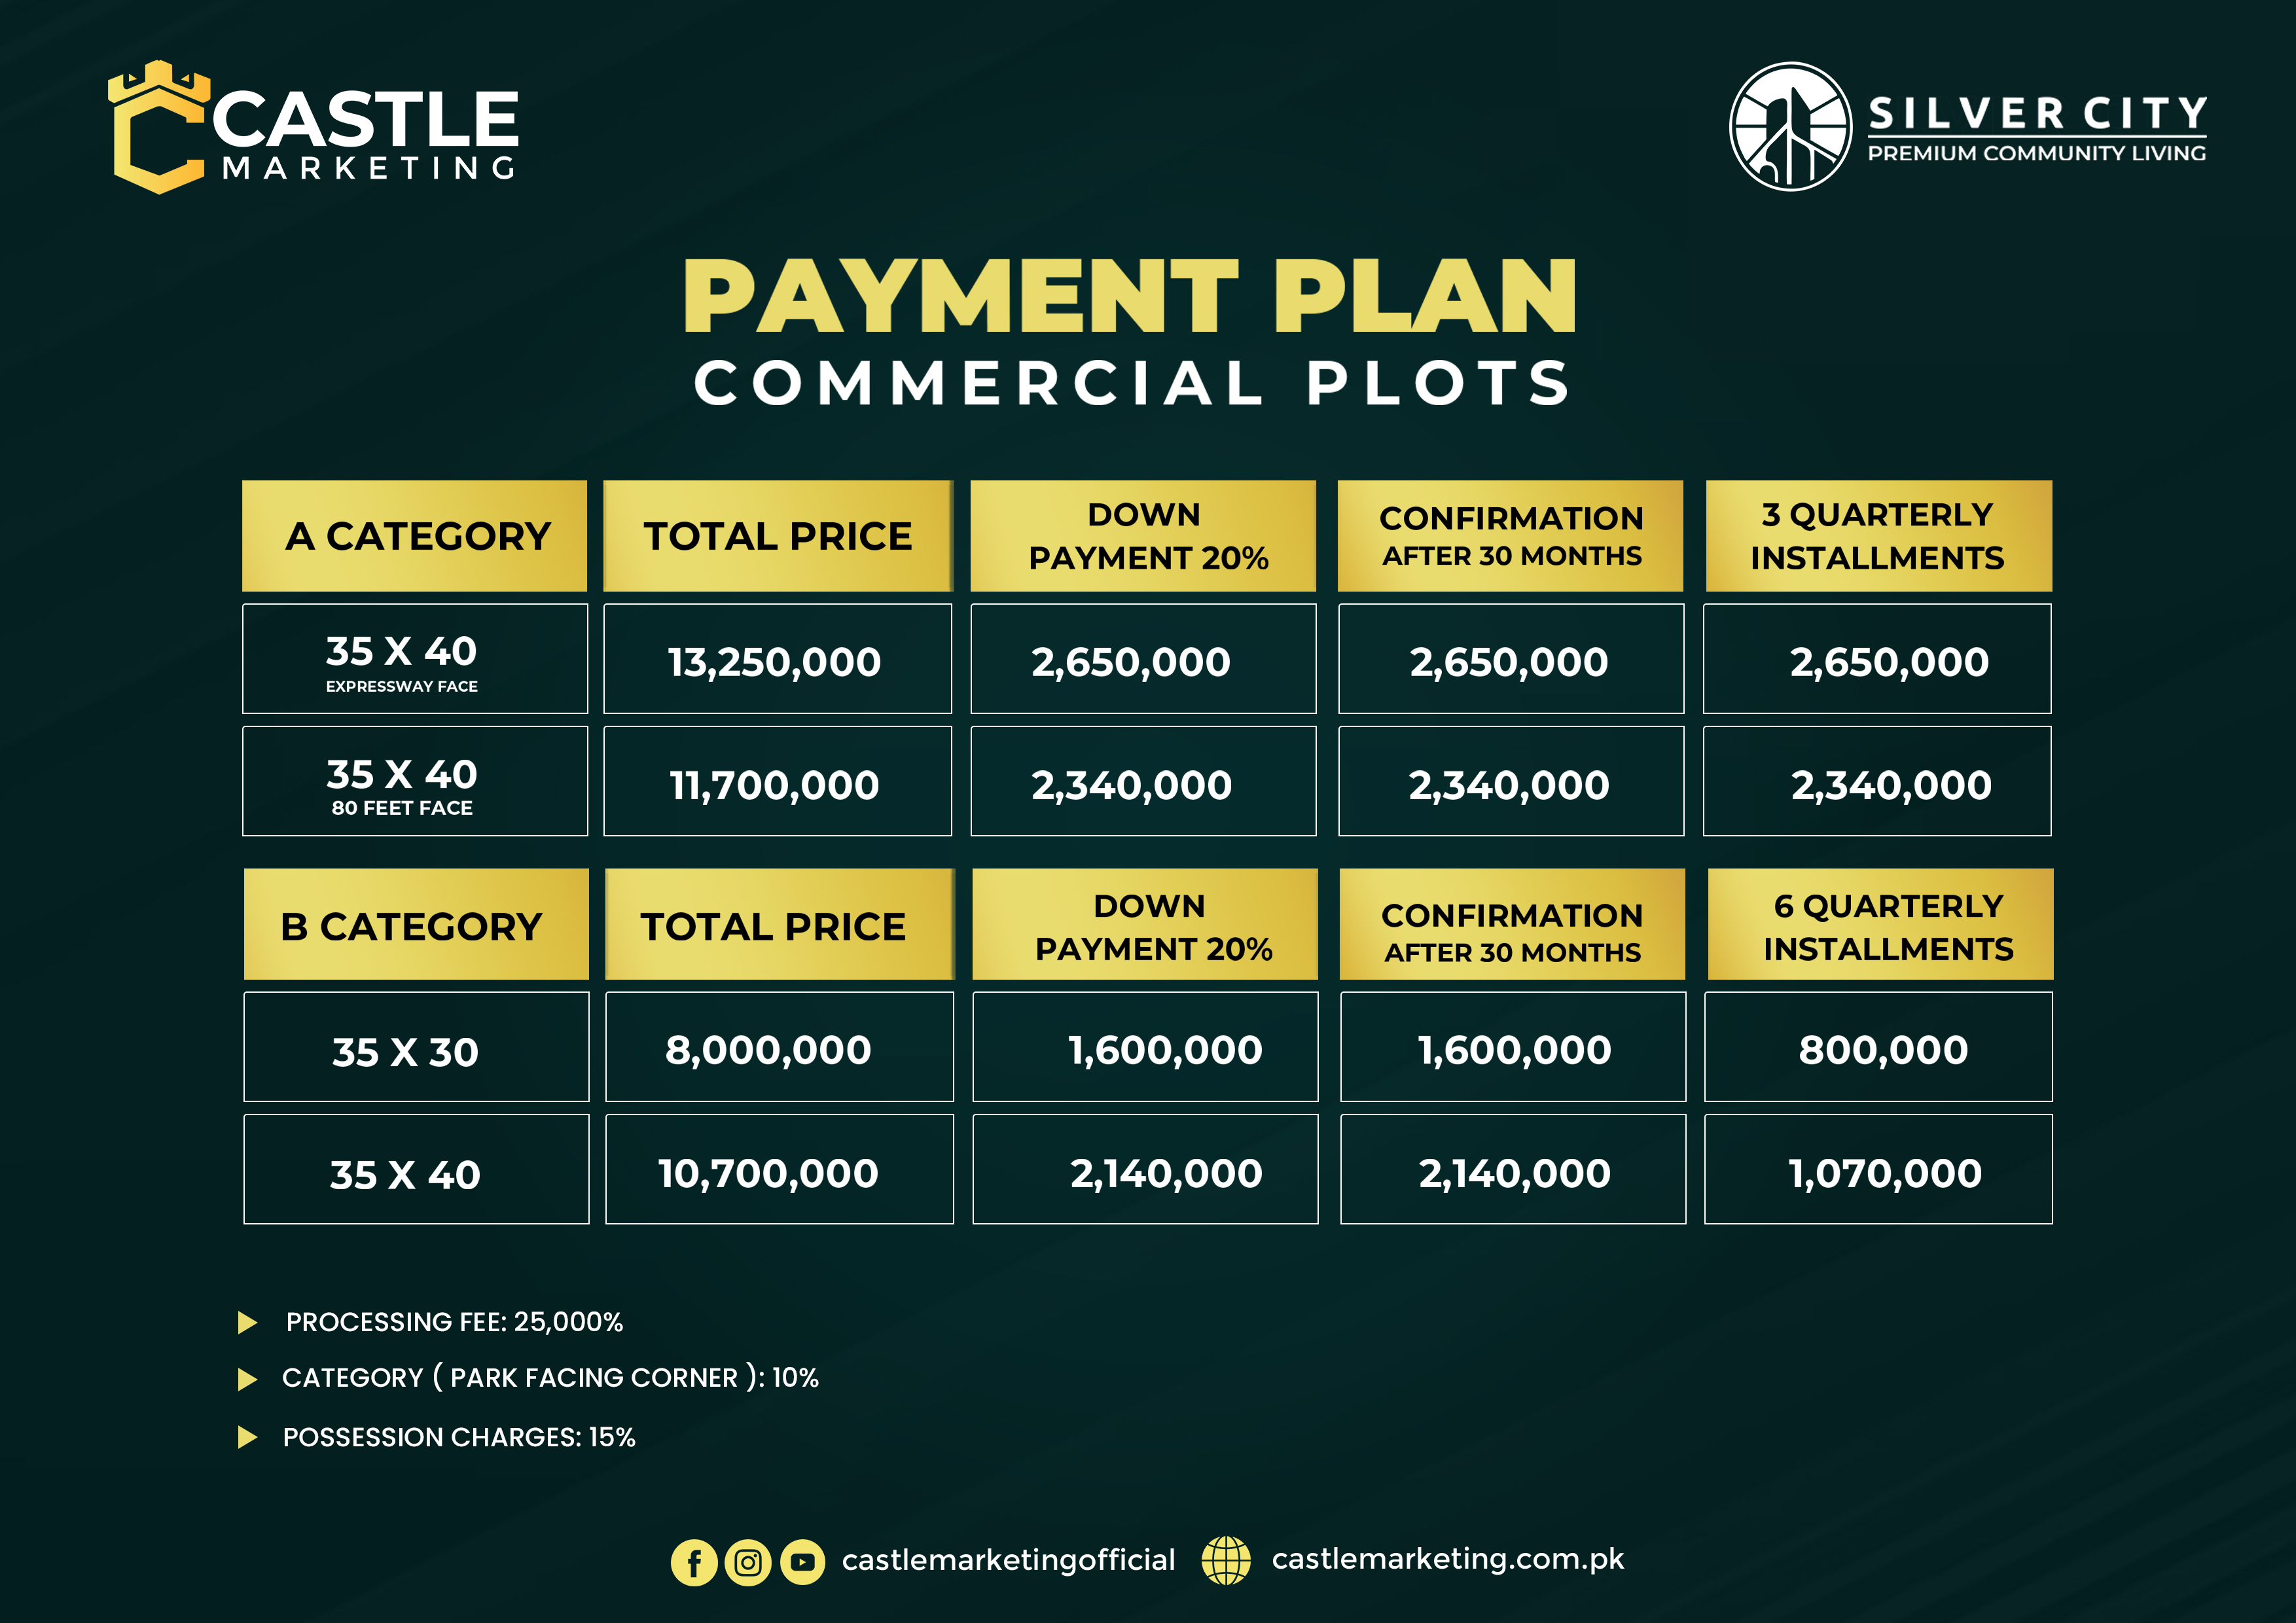 CASTLE
MARKETING
SILVER CITY
PREMIUM COMMUNITY LIVING
PAYMENT PLAN
COMMERCIAL PLOTS
A CATEGORY
TOTAL PRICE
DOWN
PAYMENT 20%
CONFIRMATION
AFTER 30 MONTHS
3 QUARTERLY
INSTALLMENTS
35 X 40
EXPRESSWAY FACE
13,250,000
2,650,000
2,650,000
2,650,000
35 X 40
80 FEET FACE
11,700,000
2,340,000
2,340,000
2,340,000
B CATEGORY
TOTAL PRICE
DOWN
PAYMENT 20%
CONFIRMATION
AFTER 30 MONTHS
6 QUARTERLY
INSTALLMENTS
35 X 30
8,000,000
1,600,000
1,600,000
800,000
35 X 40
10,700,000
2,140,000
2,140,000
1,070,000
PROCESSING FEE: 25,000%
CATEGORY ( PARK FACING CORNER ): 10%
POSSESSION CHARGES: 15%
castlemarketingofficial
castlemarketing.com.pk